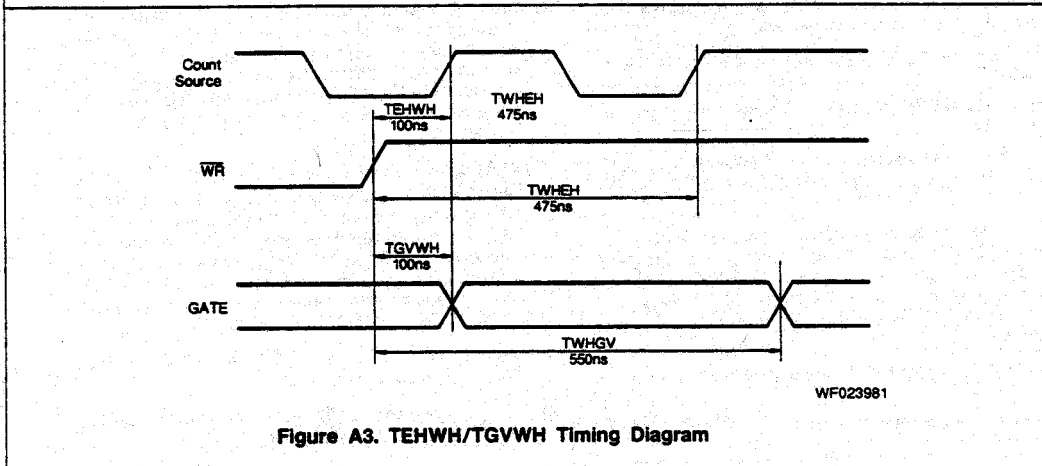 Count
Source
TEHWH
100ns
TWHEH
475ns
WR
TWHEH
475ns
TGVWH
100ns
GATE
TWHGV
550ns
WF023981
Figure A3. TEHWH/TGVWH Timing Diagram